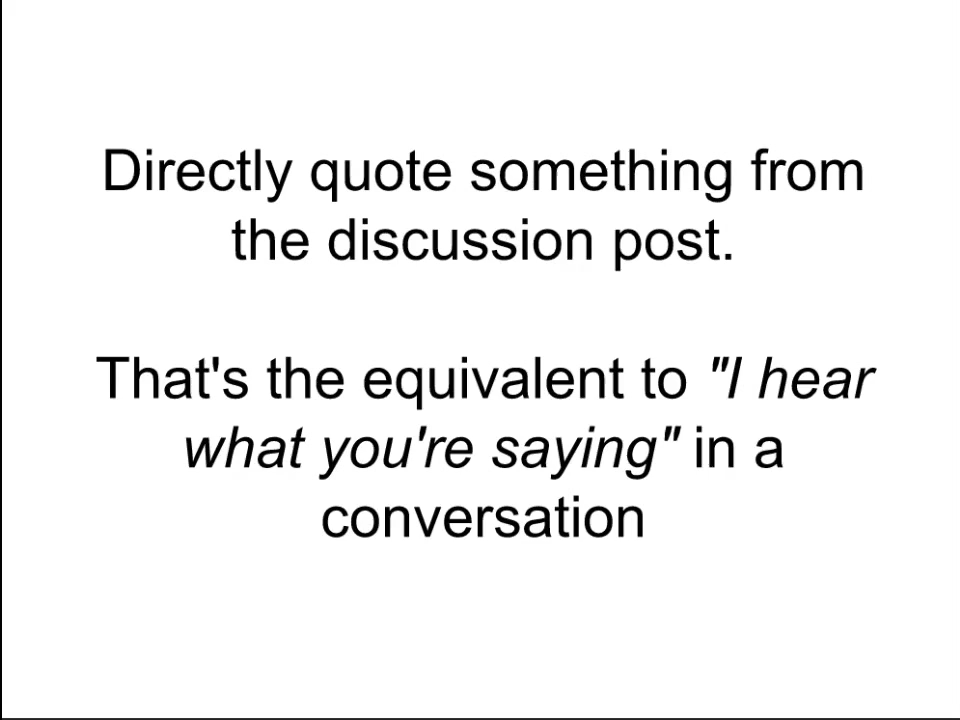 Directly quote something from
the discussion post.
That's the equivalent to "I hear
what you're saying" in a
conversation